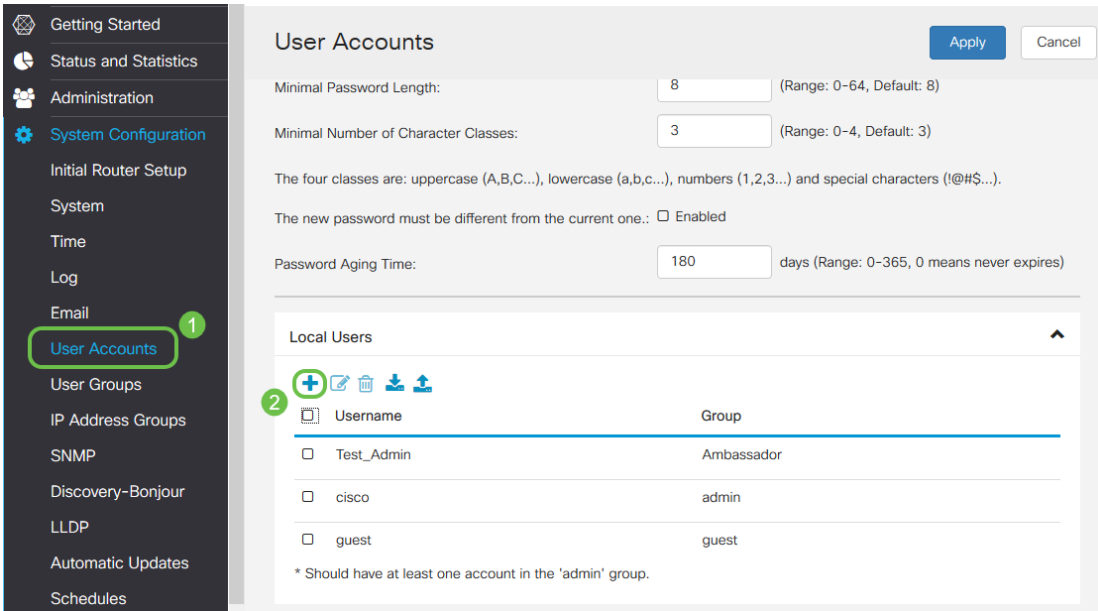 Getting Started
Status and Statistics
Administration
System Configuration
Initial Router Setup
System
Time
Log
Email
1
User Accounts
User Groups
IP Address Groups
SNMP
Discovery-Bonjour
LLDP
Automatic Updates
Schedules
User Accounts
Apply
Cancel
Minimal Password Length: 8 (Range: 0-64, Default: 8)
Minimal Number of Character Classes: 3 (Range: 0-4, Default: 3)
The four classes are: uppercase (A,B,C...), lowercase (a,b,c...), numbers (1,2,3...) and special characters (!@#$...).
The new password must be different from the current one.: Enabled
Password Aging Time: 180 days (Range: 0-365, 0 means never expires)
Local Users
2
Username Group
Test_Admin Ambassador
cisco admin
guest guest
* Should have at least one account in the 'admin' group.